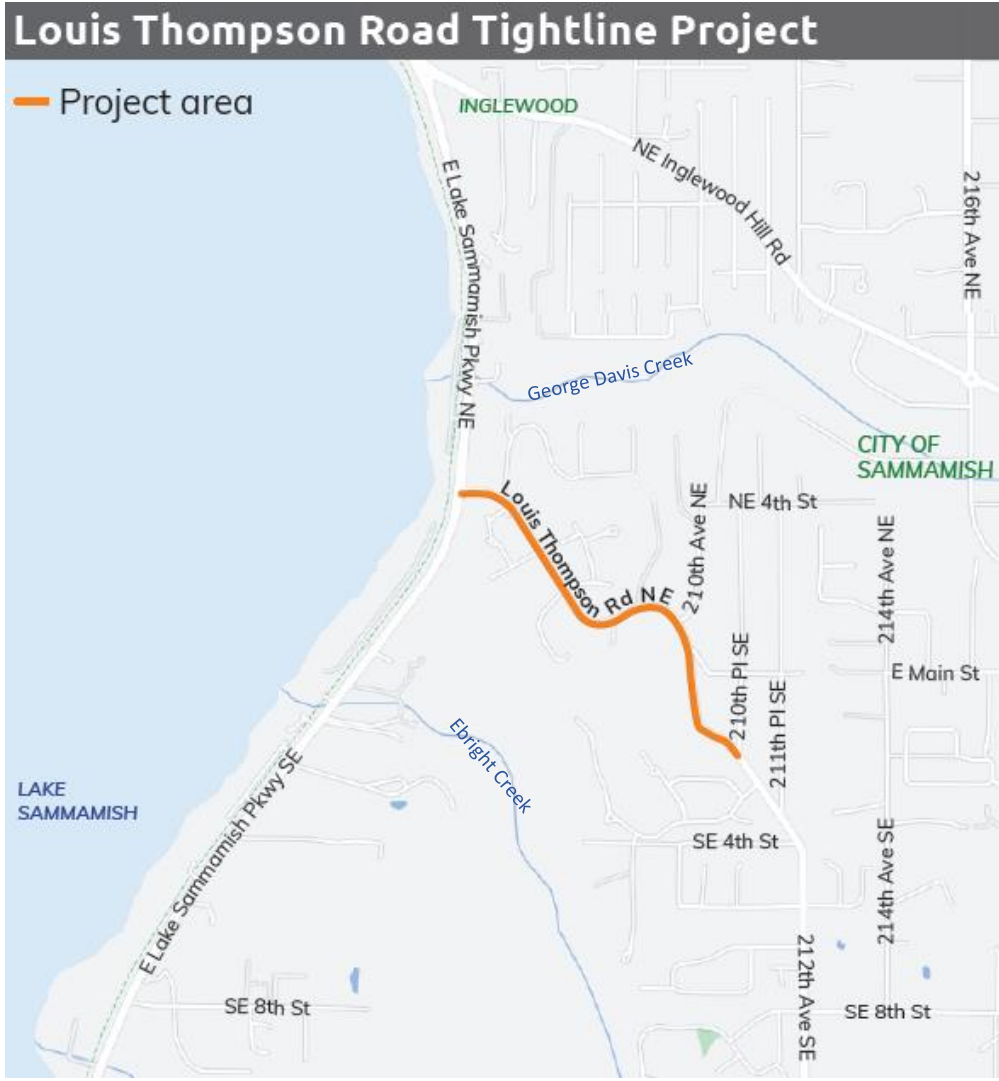 Louis Thompson Road Tightline Project
Project area
INGLEWOOD
NE Inglewood Hill Rd
216th Ave NE
E Lake Sammamish Pkwy NE
George Davis Creek
CITY OF
SAMMAMISH
Louis Thompson Rd NE
210th Ave NE
NE 4th St
214th Ave NE
E Main St
210th Pl SE
211th Pl SE
Ebright Creek
LAKE
SAMMAMISH
E Lake Sammamish Pkwy SE
SE 4th St
214th Ave SE
212th Ave SE
SE 8th St
SE 8th St